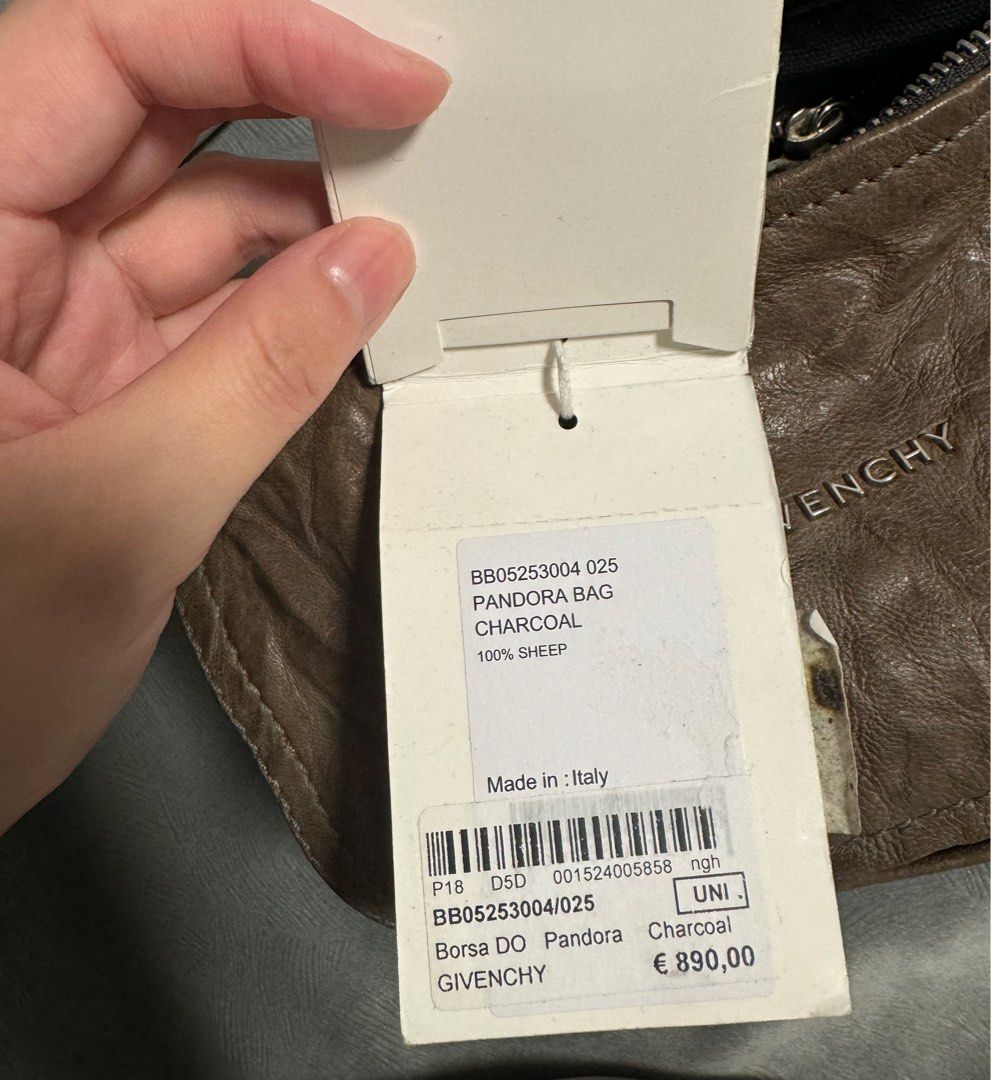 VENCHY
BB05253004 025
PANDORA BAG
CHARCOAL
100% SHEEP
Made in : Italy
P18 D5D 001524005858 ngh
BB05253004/025 UNI .
Borsa DO Pandora Charcoal
GIVENCHY € 890,00